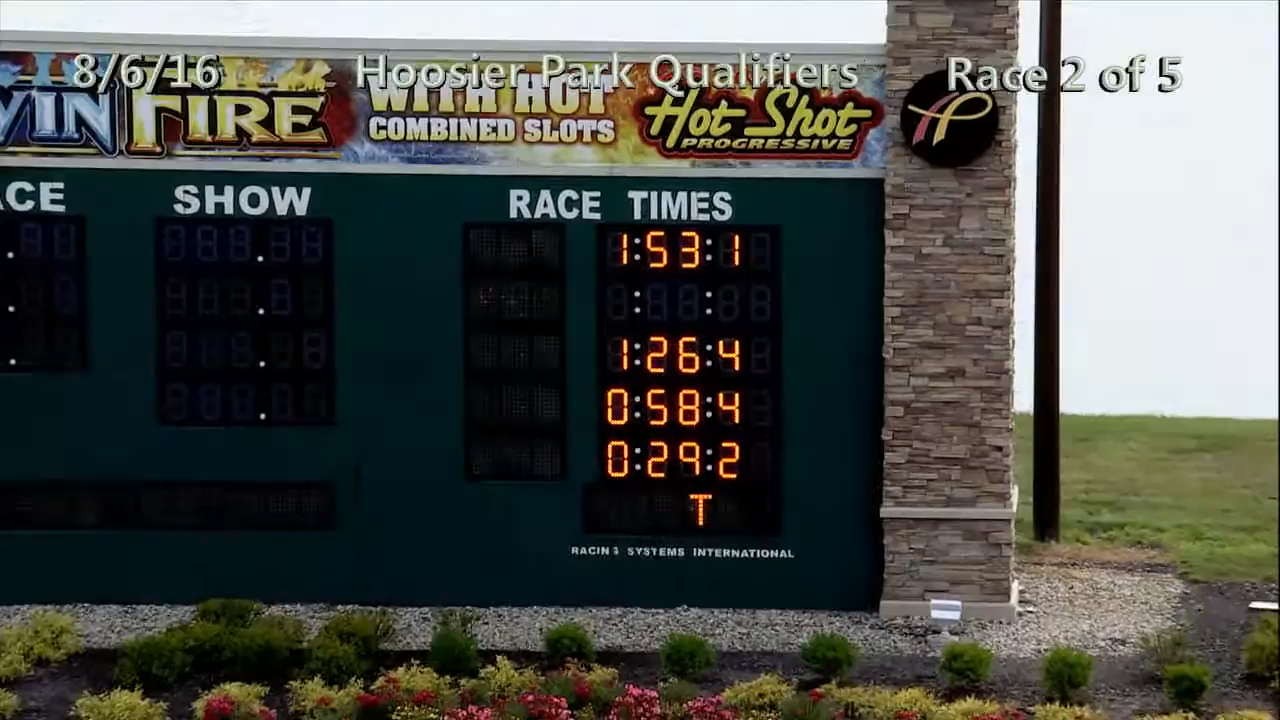 8/6/16 Hoosier Park Qualifiers Race 2 of 5
WIN FIRE WITH HOT
COMBINED SLOTS
Hot Shot
PROGRESSIVE
SHOW RACE TIMES
1:53:1
1:26:4
0:58:4
0:29:2
T
RACING SYSTEMS INTERNATIONAL